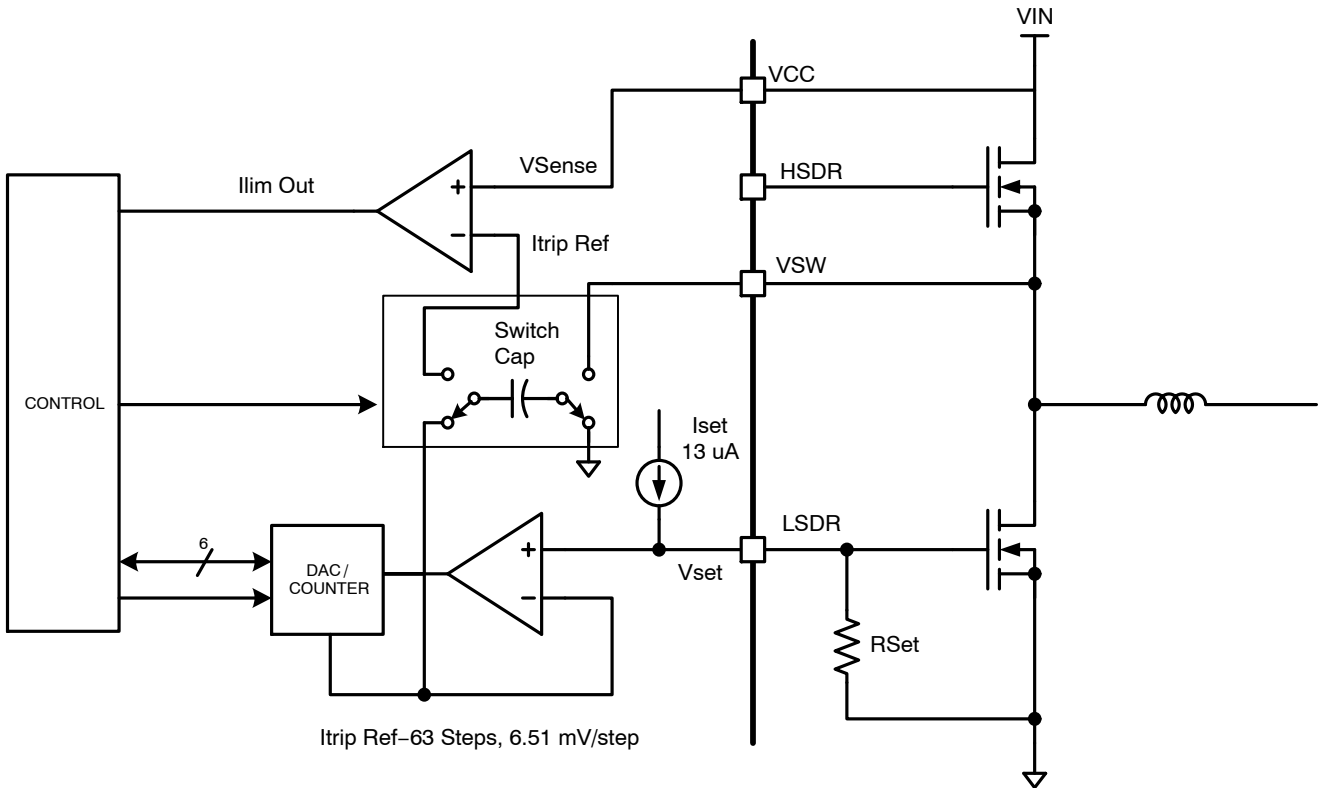 VIN
VCC
VSense
HSDR
Ilim Out
+
−
Itrip Ref
VSW
Switch
Cap
CONTROL
Iset
13 uA
LSDR
6
DAC/
COUNTER
+
−
Vset
RSet
Itrip Ref−63 Steps, 6.51 mV/step